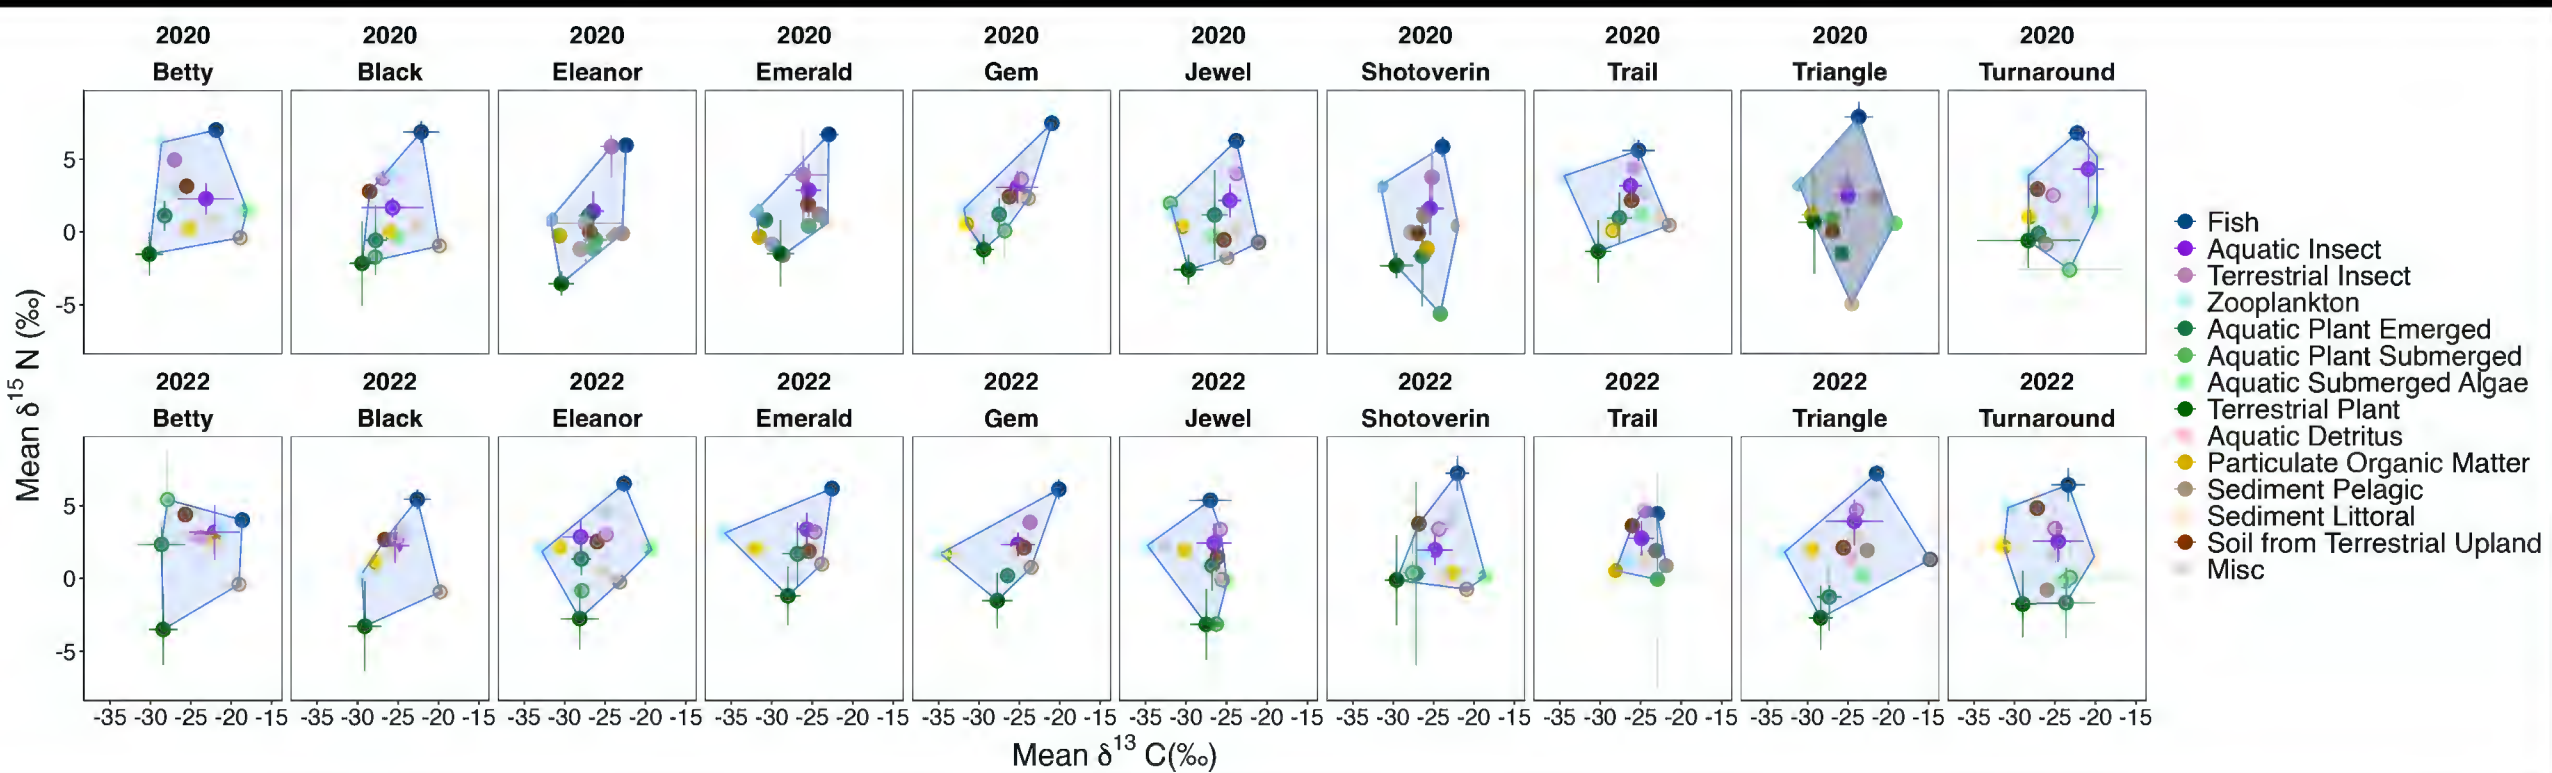 2020 2020 2020 2020 2020 2020 2020 2020 2020 2020
Betty Black Eleanor Emerald Gem Jewel Shotoverin Trail Triangle Turnaround
5
0
-5
2022 2022 2022 2022 2022 2022 2022 2022 2022 2022
Betty Black Eleanor Emerald Gem Jewel Shotoverin Trail Triangle Turnaround
5
0
-5
-35 -30 -25 -20 -15 -35 -30 -25 -20 -15 -35 -30 -25 -20 -15 -35 -30 -25 -20 -15 -35 -30 -25 -20 -15 -35 -30 -25 -20 -15 -35 -30 -25 -20 -15 -35 -30 -25 -20 -15 -35 -30 -25 -20 -15 -35 -30 -25 -20 -15
Mean δ15 N (‰)
Mean δ13 C(‰)
Fish
Aquatic Insect
Terrestrial Insect
Zooplankton
Aquatic Plant Emerged
Aquatic Plant Submerged
Aquatic Submerged Algae
Terrestrial Plant
Aquatic Detritus
Particulate Organic Matter
Sediment Pelagic
Sediment Littoral
Soil from Terrestrial Upland
Misc